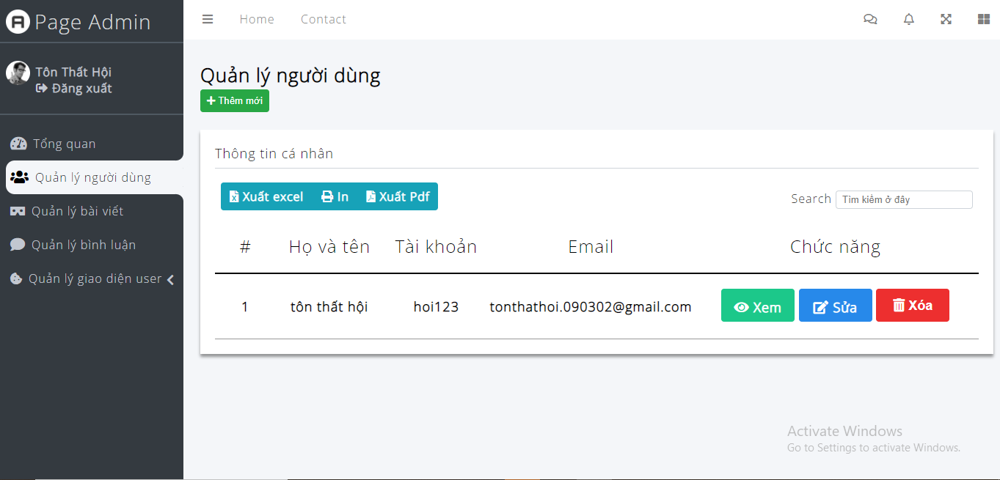 Page Admin
Home Contact
Tôn Thất Hội
Đăng xuất
Tổng quan
Quản lý người dùng
Quản lý bài viết
Quản lý bình luận
Quản lý giao diện user
Quản lý người dùng
Thêm mới
Thông tin cá nhân
Xuất excel In Xuất Pdf
Search Tìm kiếm ở đây
# Họ và tên Tài khoản Email Chức năng
1 tôn thất hội hoi123 tonthathoi.090302@gmail.com Xem Sửa Xóa
Activate Windows
Go to Settings to activate Windows.